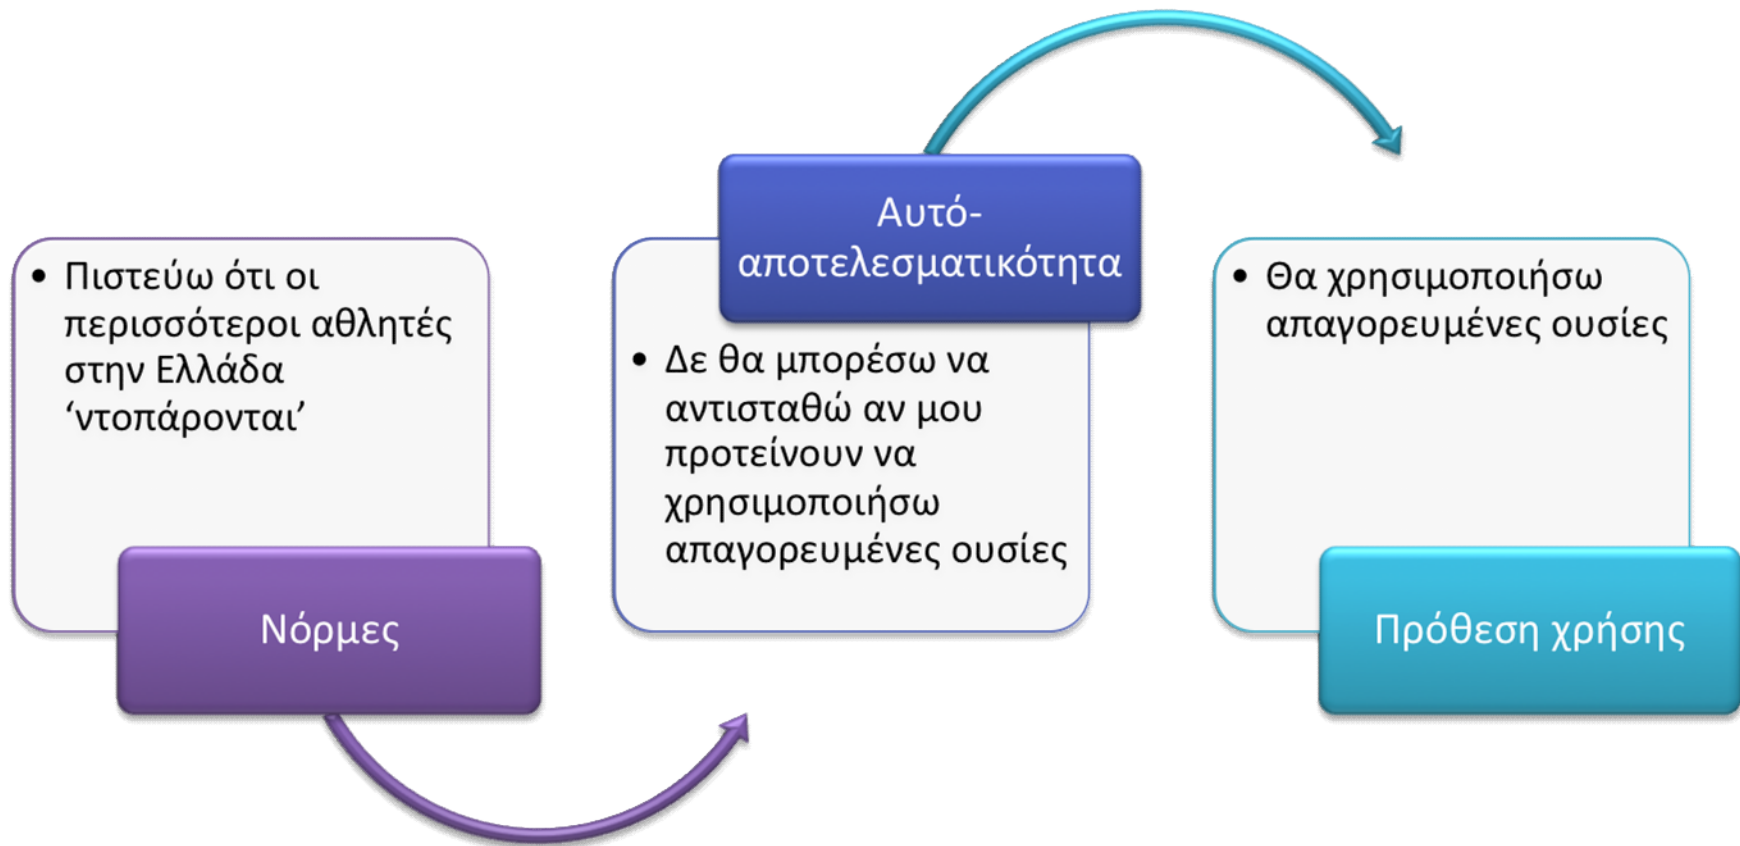 • Πιστεύω ότι οι
περισσότεροι αθλητές
στην Ελλάδα
‘ντοπάρονται’
Νόρμες
Αυτό-
αποτελεσματικότητα
• Δε θα μπορέσω να
αντισταθώ αν μου
προτείνουν να
χρησιμοποιήσω
απαγορευμένες ουσίες
• Θα χρησιμοποιήσω
απαγορευμένες ουσίες
Πρόθεση χρήσης